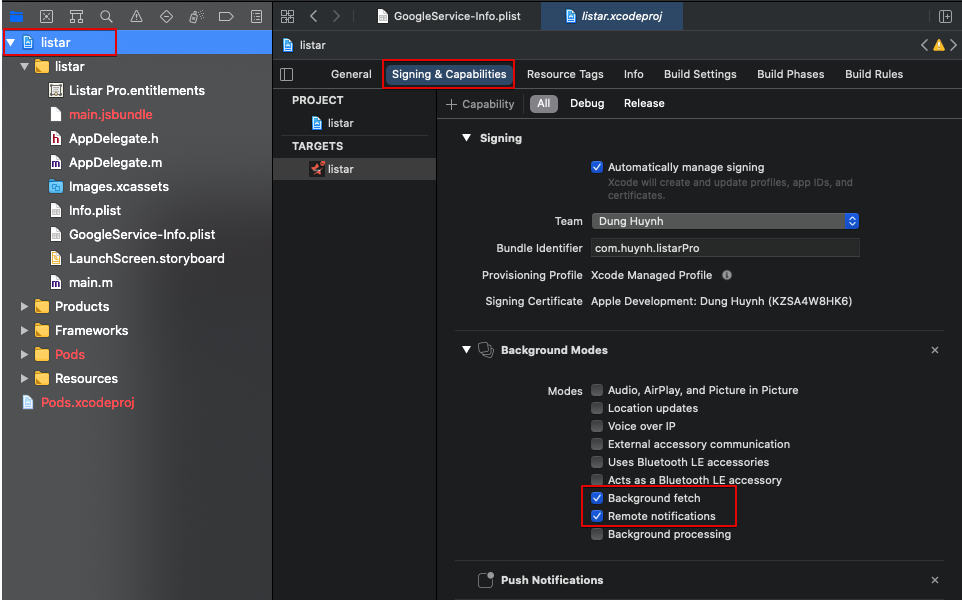 GoogleService-Info.plist
listar.xcodeproj
listar
listar
Listar Pro.entitlements
main.jsbundle
AppDelegate.h
AppDelegate.m
Images.xcassets
Info.plist
GoogleService-Info.plist
LaunchScreen.storyboard
main.m
Products
Frameworks
Pods
Resources
Pods.xcodeproj
listar
General
Signing & Capabilities
Resource Tags
Info
Build Settings
Build Phases
Build Rules
PROJECT
listar
TARGETS
listar
+ Capability
All
Debug
Release
Signing
Automatically manage signing
Xcode will create and update profiles, app IDs, and
certificates.
Team Dung Huynh
Bundle Identifier com.huynh.listarPro
Provisioning Profile Xcode Managed Profile
Signing Certificate Apple Development: Dung Huynh (KZSA4W8HK6)
Background Modes
Modes Audio, AirPlay, and Picture in Picture
Location updates
Voice over IP
External accessory communication
Uses Bluetooth LE accessories
Acts as a Bluetooth LE accessory
Background fetch
Remote notifications
Background processing
Push Notifications